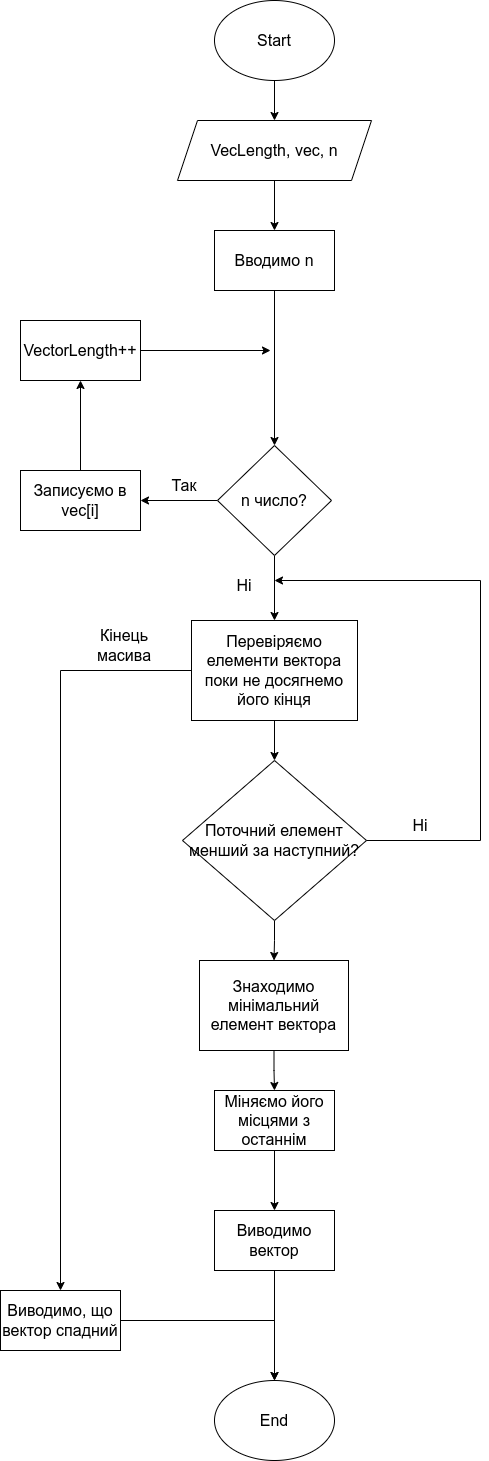 Start
VecLength, vec, n
Вводимо n
VectorLength++
Записуємо в
vec[i]
Так
n число?
Ні
Кінець
масива
Перевіряємо
елементи вектора
поки не досягнемо
його кінця
Поточний елемент
менший за наступний?
Ні
Знаходимо
мінімальний
елемент вектора
Міняємо його
місцями з
останнім
Виводимо
вектор
Виводимо, що
вектор спадний
End